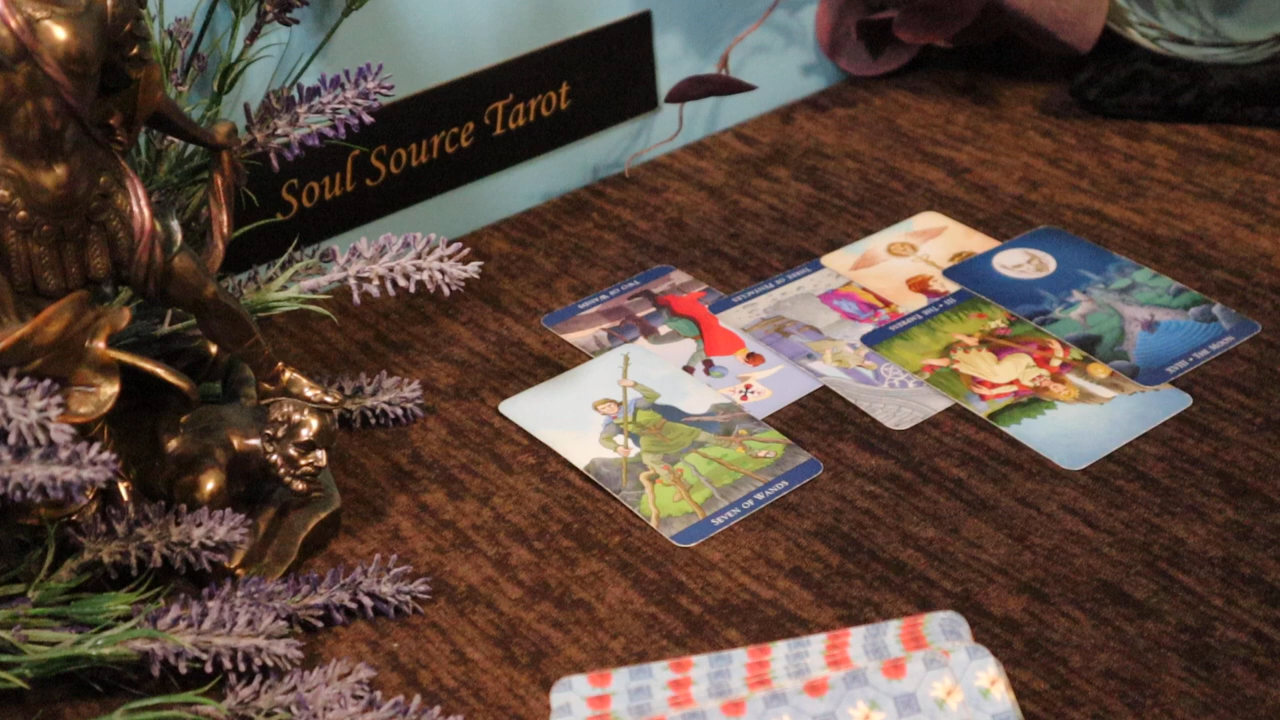 Soul Source Tarot
TWO OF WANDS
THREE OF PENTACLES
III • THE EMPRESS
XVIII • THE MOON
SEVEN OF WANDS